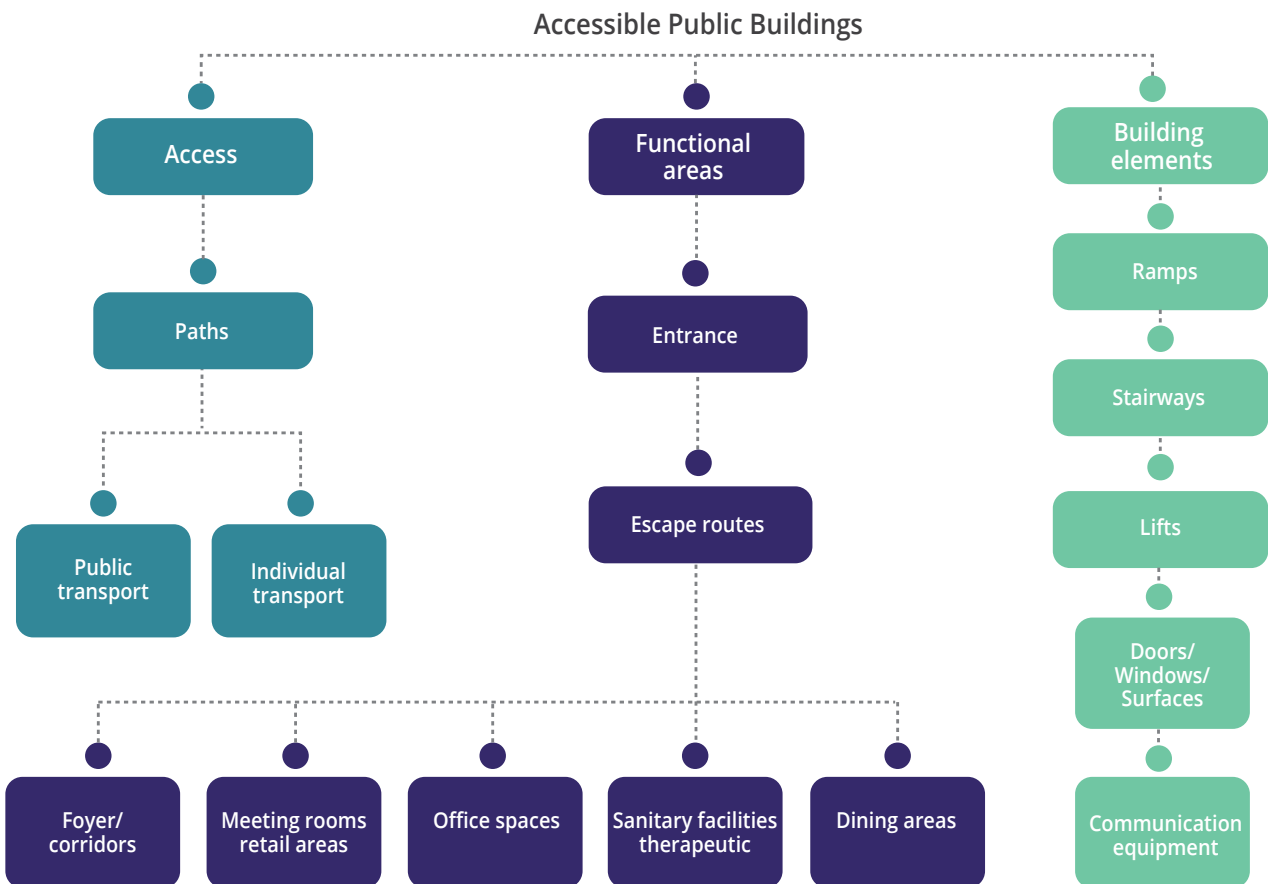 Accessible Public Buildings
Access
Functional
areas
Building
elements
Paths
Entrance
Ramps
Stairways
Public
transport
Individual
transport
Escape routes
Lifts
Doors/
Windows/
Surfaces
Foyer/
corridors
Meeting rooms
retail areas
Office spaces
Sanitary facilities
therapeutic
Dining areas
Communication
equipment